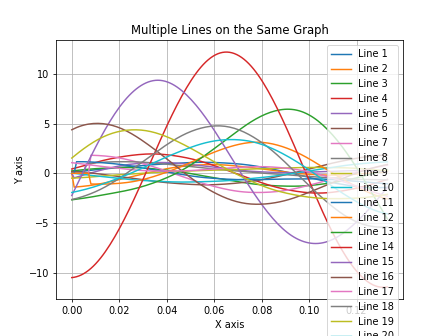 Multiple Lines on the Same Graph
Y axis
10
5
0
−5
−10
0.00
0.02
0.04
0.06
0.08
0.10
X axis
Line 1
Line 2
Line 3
Line 4
Line 5
Line 6
Line 7
Line 8
Line 9
Line 10
Line 11
Line 12
Line 13
Line 14
Line 15
Line 16
Line 17
Line 18
Line 19
Line 20